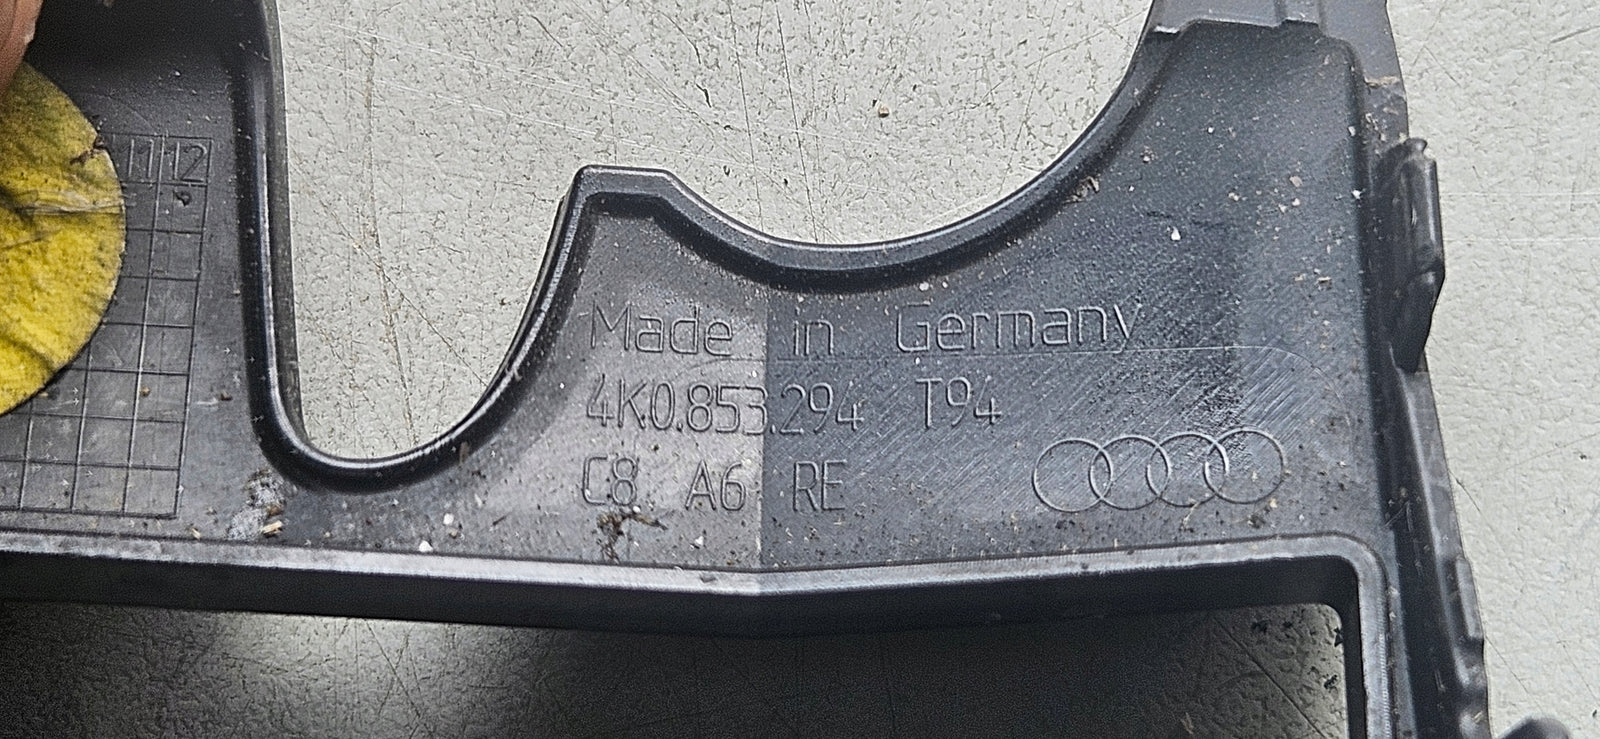 11 12
Made in Germany
4K0.853.294 T94
C8 A6 RE